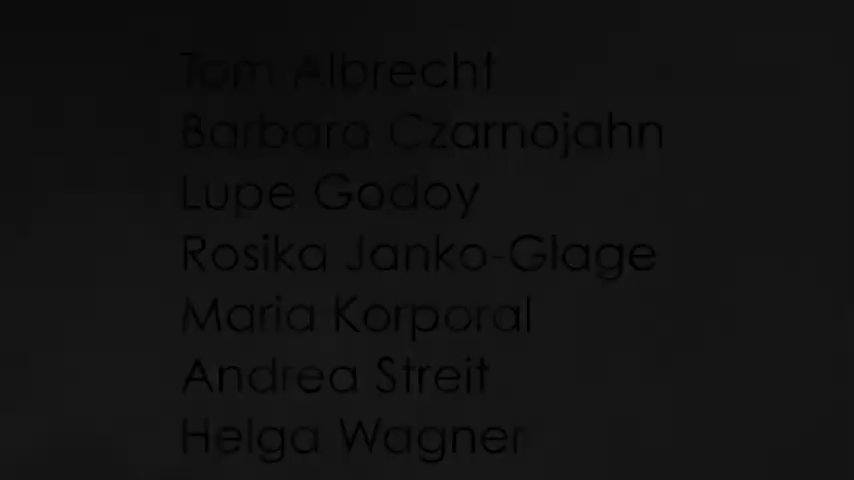 Tom Albrecht
Barbara Czarnojahn
Lupe Godoy
Rosika Janko-Glage
Maria Korporal
Andrea Streit
Helga Wagner